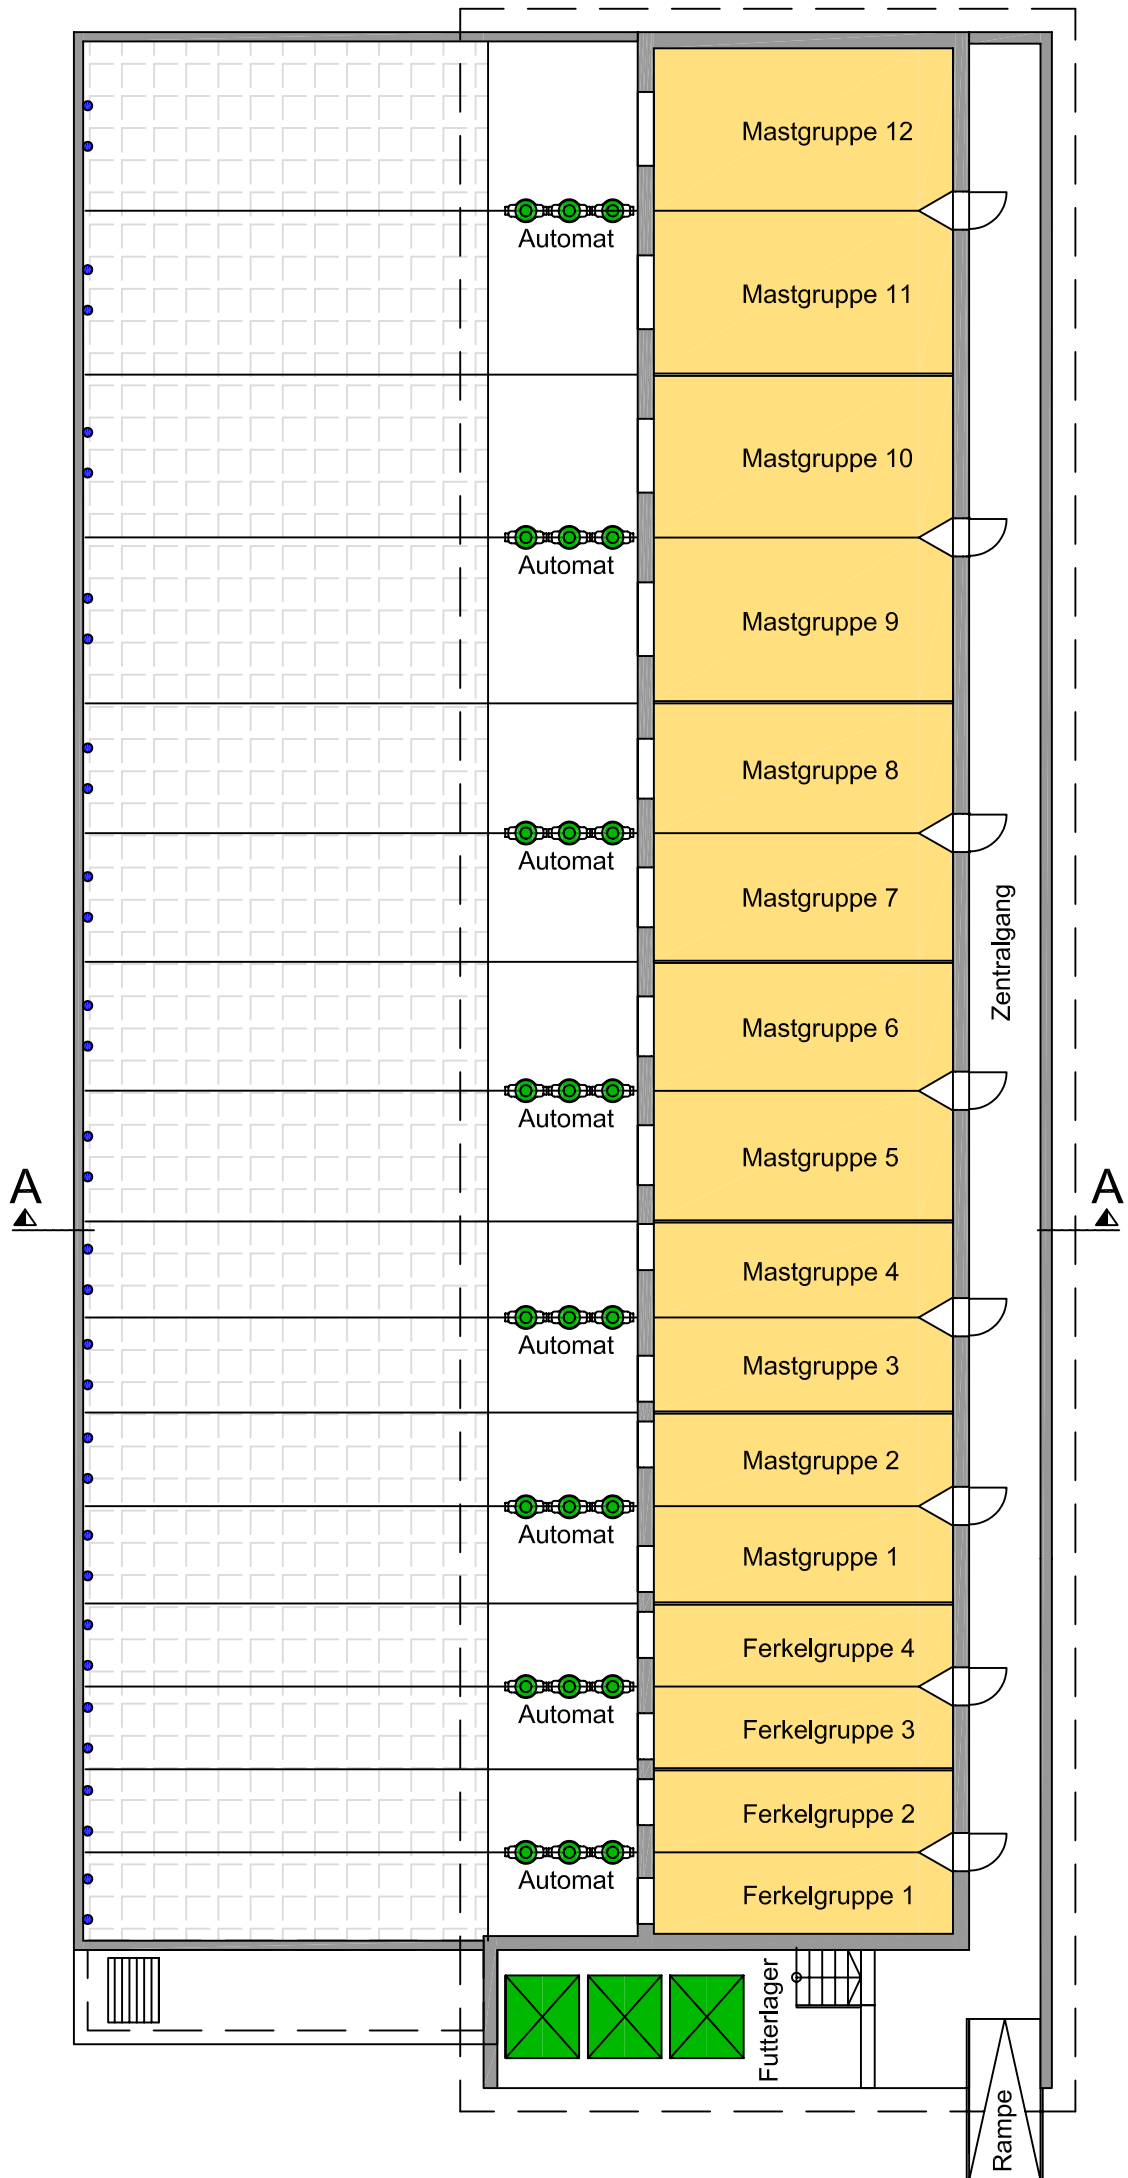 Mastgruppe 12
Automat
Mastgruppe 11
Mastgruppe 10
Automat
Mastgruppe 9
Mastgruppe 8
Automat
Mastgruppe 7
Zentralgang
Mastgruppe 6
Automat
Mastgruppe 5
A
A
Mastgruppe 4
Automat
Mastgruppe 3
Mastgruppe 2
Automat
Mastgruppe 1
Ferkelgruppe 4
Automat
Ferkelgruppe 3
Ferkelgruppe 2
Automat
Ferkelgruppe 1
Futterlager
Rampe